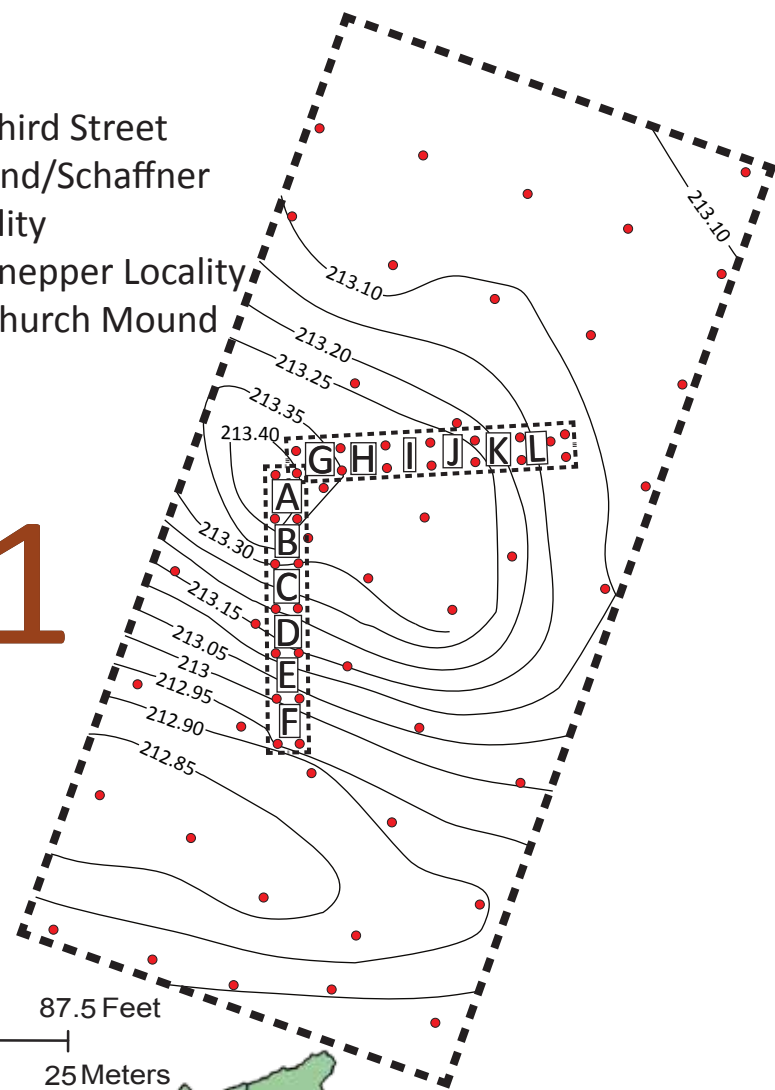 hird Street
nd/Schaffner
lity
nepper Locality
hurch Mound
1
213.10
213.10
213.20
213.25
213.35
213.40
G H I J K L
A
B
C
D
E
F
213.30
213.15
213.05
213
212.95
212.90
212.85
87.5 Feet
25 Meters